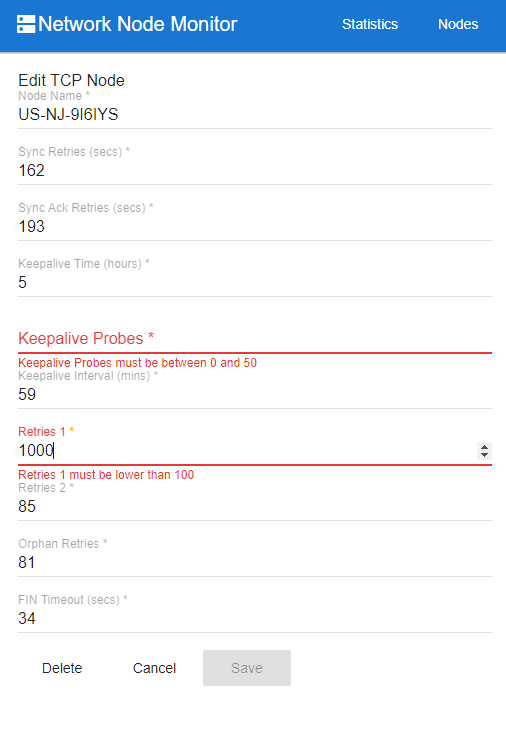 Network Node Monitor Statistics Nodes
Edit TCP Node
Node Name *
US-NJ-9I6IYS
Sync Retries (secs) *
162
Sync Ack Retries (secs) *
193
Keepalive Time (hours) *
5
Keepalive Probes *
Keepalive Probes must be between 0 and 50
Keepalive Interval (mins) *
59
Retries 1 *
1000
Retries 1 must be lower than 100
Retries 2 *
85
Orphan Retries *
81
FIN Timeout (secs) *
34
Delete Cancel Save